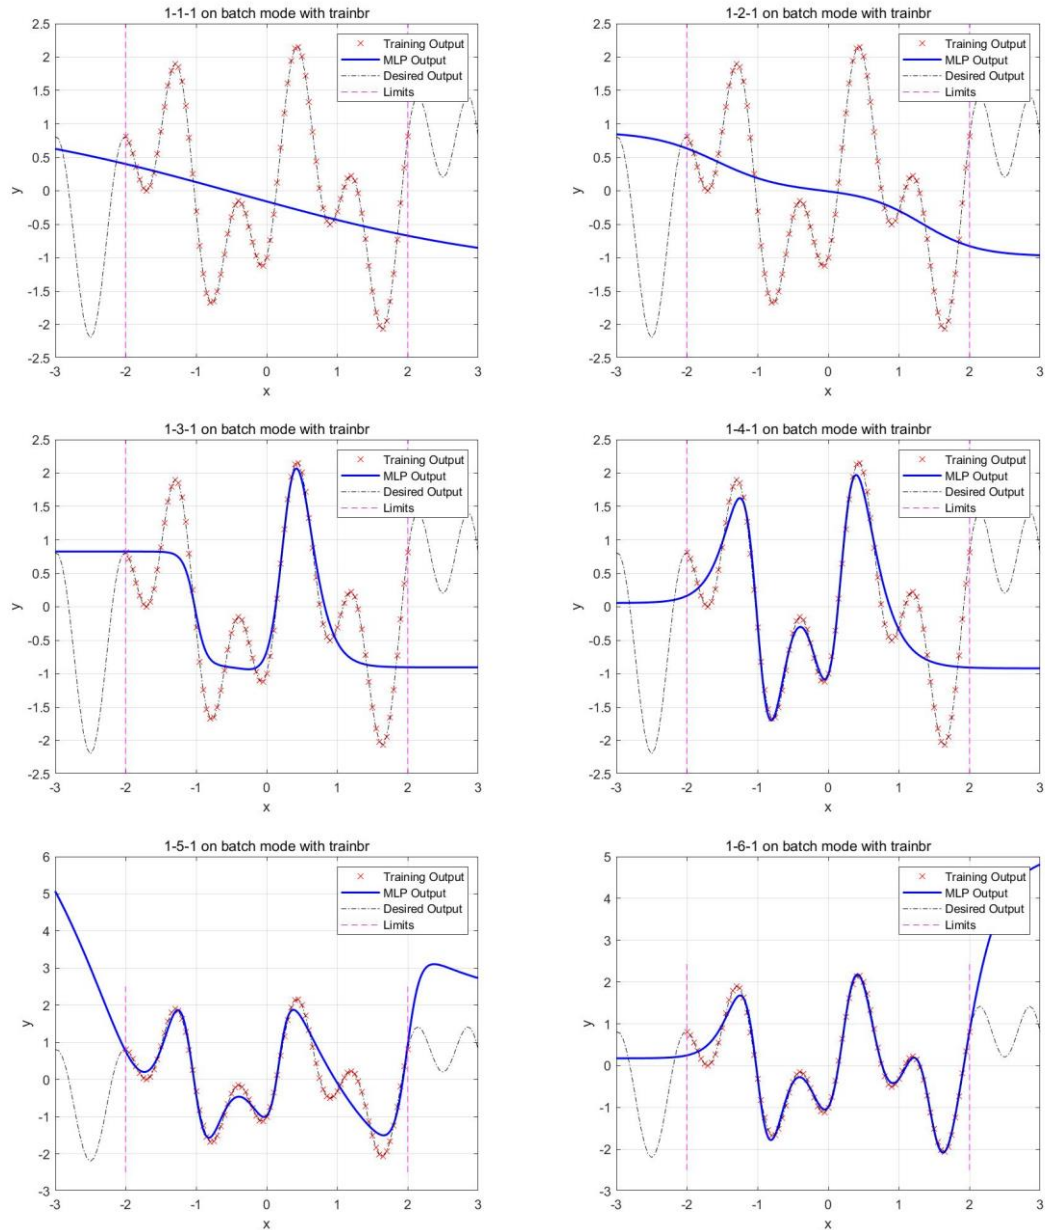 1-1-1 on batch mode with trainbr
2.5
2
1.5
1
0.5
0
-0.5
-1
-1.5
-2
-2.5
y
-3
-2
-1
0
1
2
3
x
Training Output
MLP Output
Desired Output
Limits
1-2-1 on batch mode with trainbr
2.5
2
1.5
1
0.5
0
-0.5
-1
-1.5
-2
-2.5
y
-3
-2
-1
0
1
2
3
x
Training Output
MLP Output
Desired Output
Limits
1-3-1 on batch mode with trainbr
2.5
2
1.5
1
0.5
0
-0.5
-1
-1.5
-2
-2.5
y
-3
-2
-1
0
1
2
3
x
Training Output
MLP Output
Desired Output
Limits
1-4-1 on batch mode with trainbr
2.5
2
1.5
1
0.5
0
-0.5
-1
-1.5
-2
-2.5
y
-3
-2
-1
0
1
2
3
x
Training Output
MLP Output
Desired Output
Limits
1-5-1 on batch mode with trainbr
6
5
4
3
2
1
0
-1
-2
-3
y
-3
-2
-1
0
1
2
3
x
Training Output
MLP Output
Desired Output
Limits
1-6-1 on batch mode with trainbr
5
4
3
2
1
0
-1
-2
-3
y
-3
-2
-1
0
1
2
3
x
Training Output
MLP Output
Desired Output
Limits